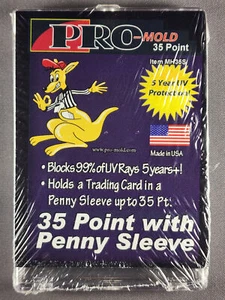 PRO-MOLD
35 Point
Item MH35S
5 Year UV
Protection!
www.pro-mold.com
Made in USA
• Blocks 99% of UV Rays 5 years+!
• Holds a Trading Card in a
Penny Sleeve up to 35 Pt.
35 Point with
Penny Sleeve